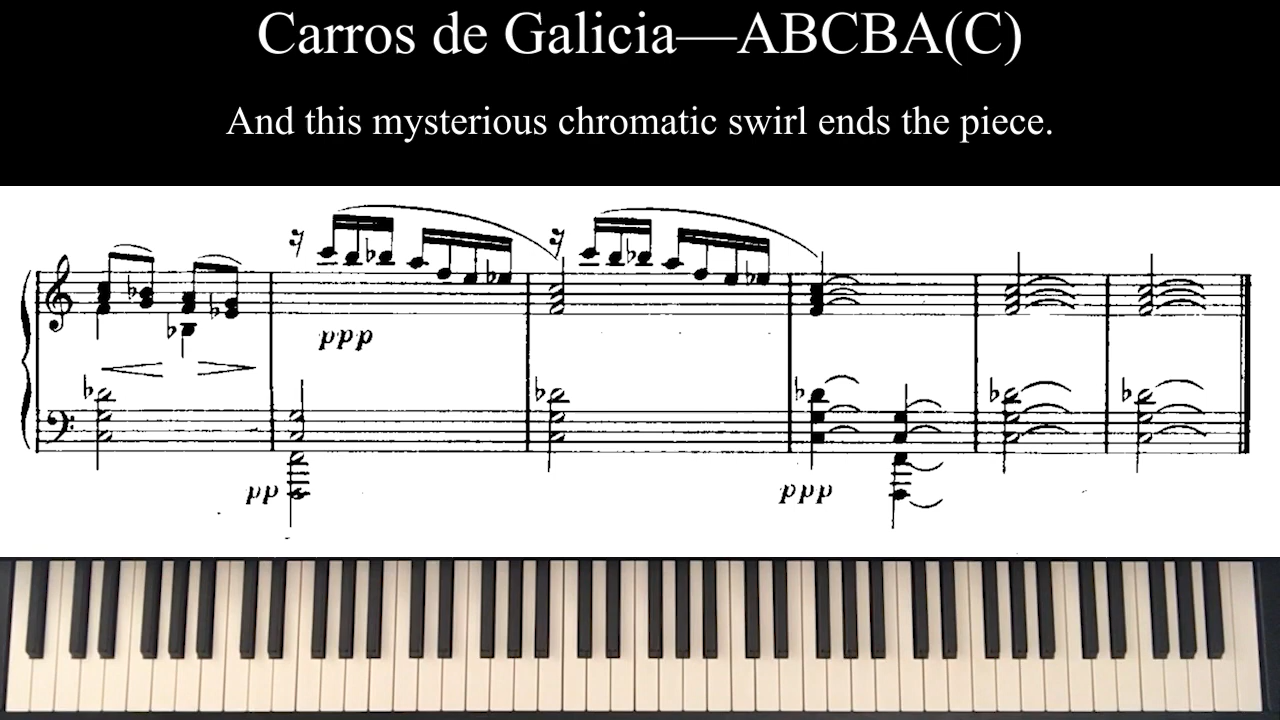 Carros de Galicia—ABCBA(C)
And this mysterious chromatic swirl ends the piece.
ppp
pp
ppp